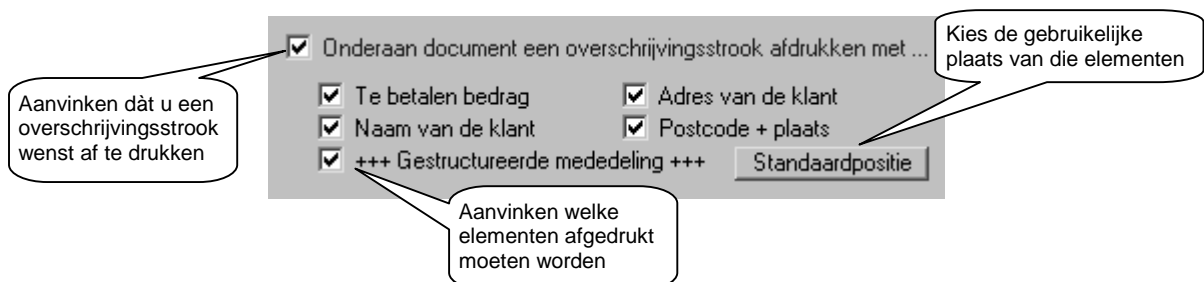 Onderaan document een overschrijvingsstrook afdrukken met ...
Te betalen bedrag
Adres van de klant
Naam van de klant
Postcode + plaats
+++ Gestructureerde mededeling +++
Standaardpositie
Aanvinken dàt u een
overschrijvingsstrook
wenst af te drukken
Kies de gebruikelijke
plaats van die elementen
Aanvinken welke
elementen afgedrukt
moeten worden